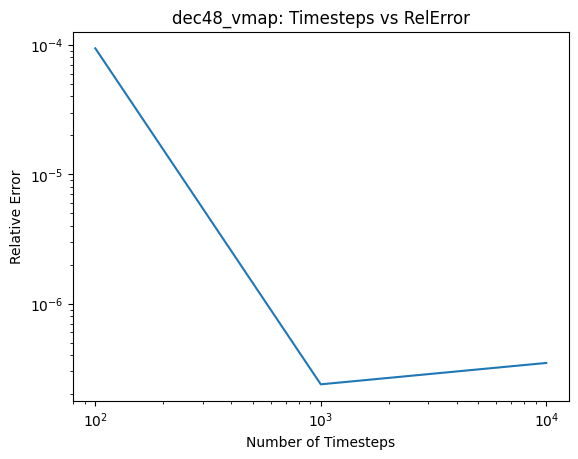 dec48_vmap: Timesteps vs RelError
10⁻⁴
10⁻⁵
10⁻⁶
Relative Error
10²
10³
10⁴
Number of Timesteps